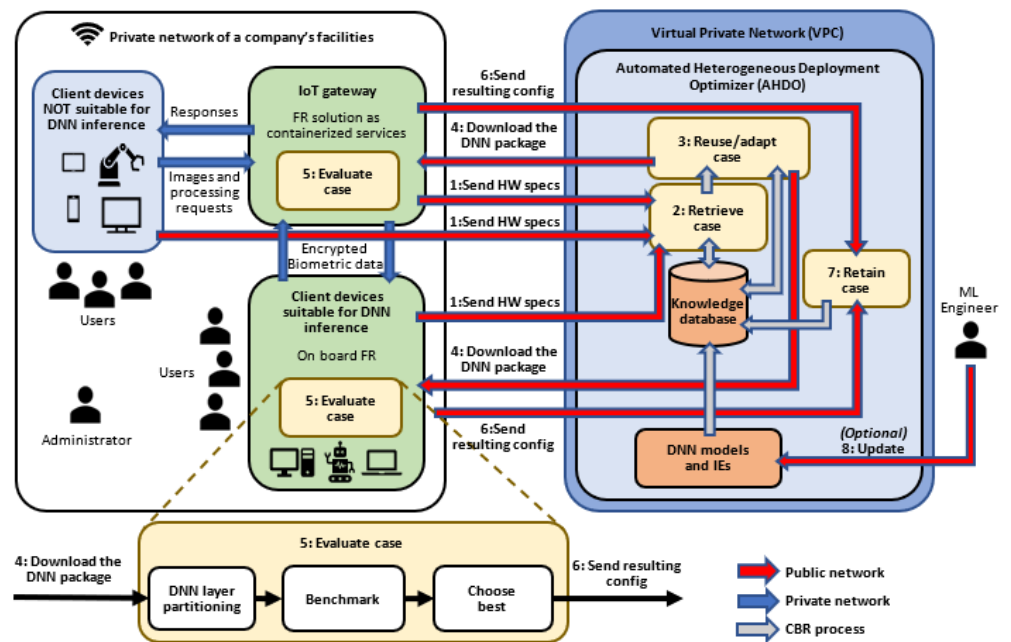 Private network of a company's facilities
Client devices
NOT suitable for
DNN inference
Responses
Images and
processing
requests
IoT gateway
FR solution as
containerized services
5: Evaluate
case
Encrypted
Biometric data
Client devices
suitable for DNN
inference
On board FR
5: Evaluate
case
Users
Users
Administrator
6:Send
resulting config
4: Download the
DNN package
1:Send HW specs
1:Send HW specs
1:Send HW specs
4: Download the
DNN package
6:Send
resulting config
Virtual Private Network (VPC)
Automated Heterogeneous Deployment
Optimizer (AHDO)
3: Reuse/adapt
case
2: Retrieve
case
Knowledge
database
7: Retain
case
DNN models
and IEs
(Optional)
8: Update
ML
Engineer
4: Download the
DNN package
5: Evaluate case
DNN layer
partitioning
Benchmark
Choose
best
6: Send resulting
config
Public network
Private network
CBR process